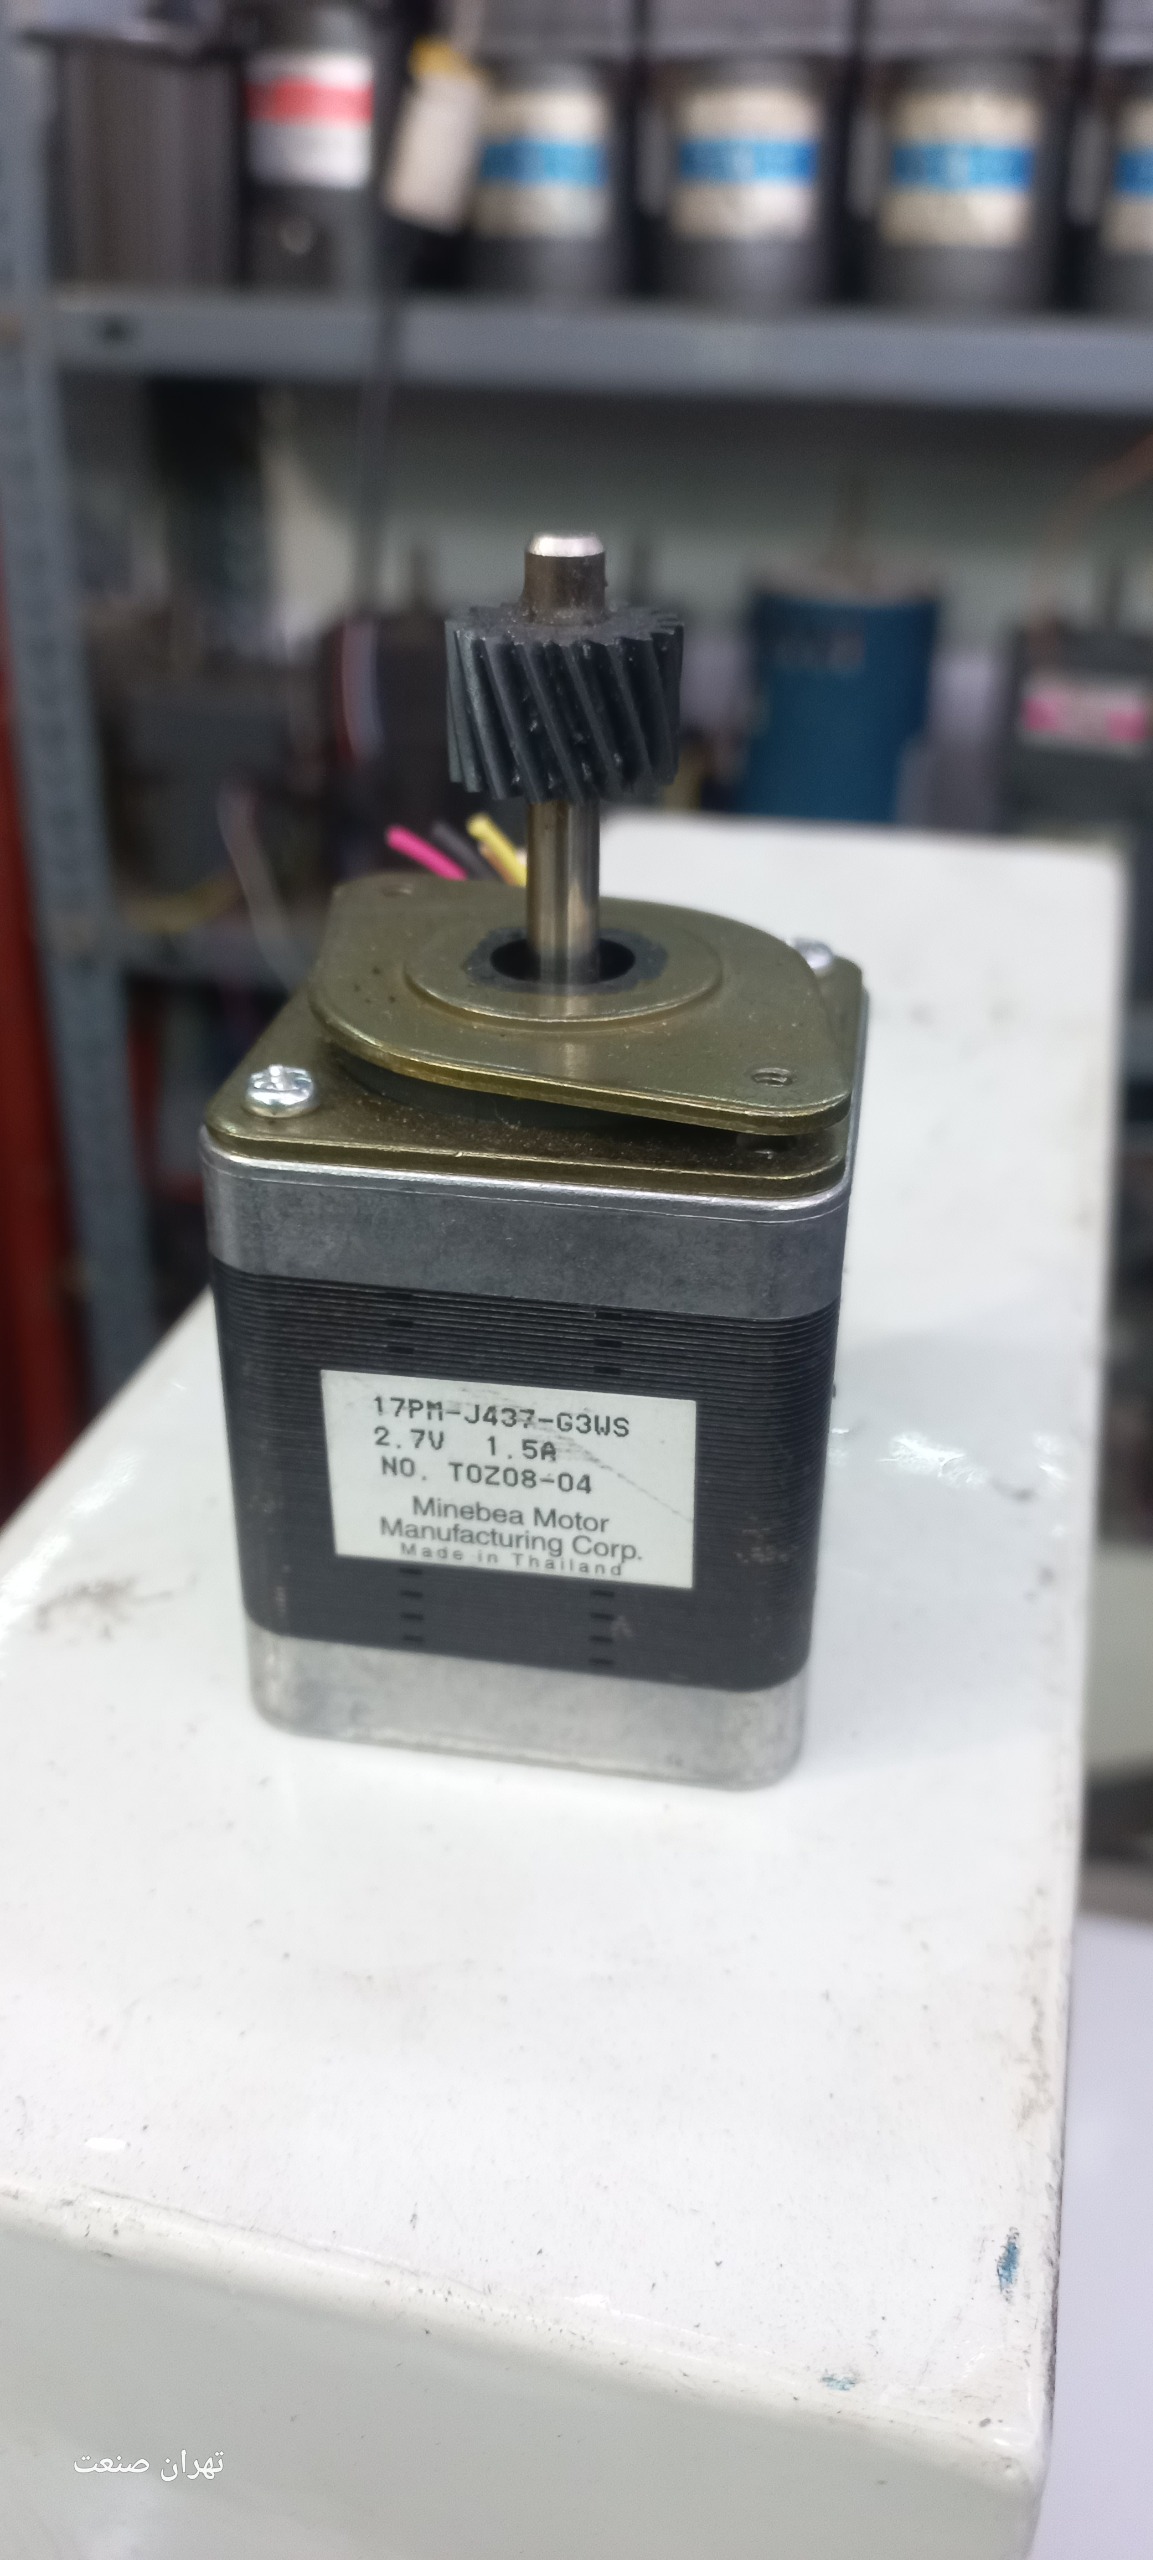 17PM-J437-G3WS
2.7V 1.5A
NO. T0Z08-04
Minebea Motor
Manufacturing Corp.
Made in Thailand
تهران صنعت